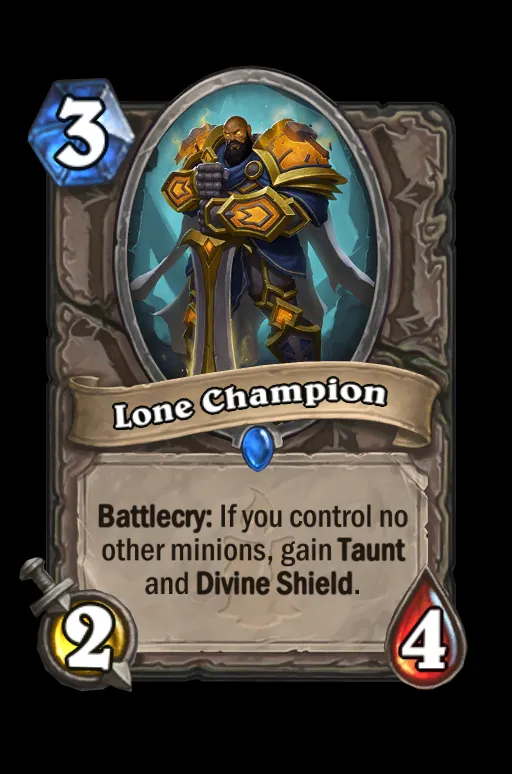 3
Lone Champion
Battlecry: If you control no
other minions, gain Taunt
and Divine Shield.
2
4